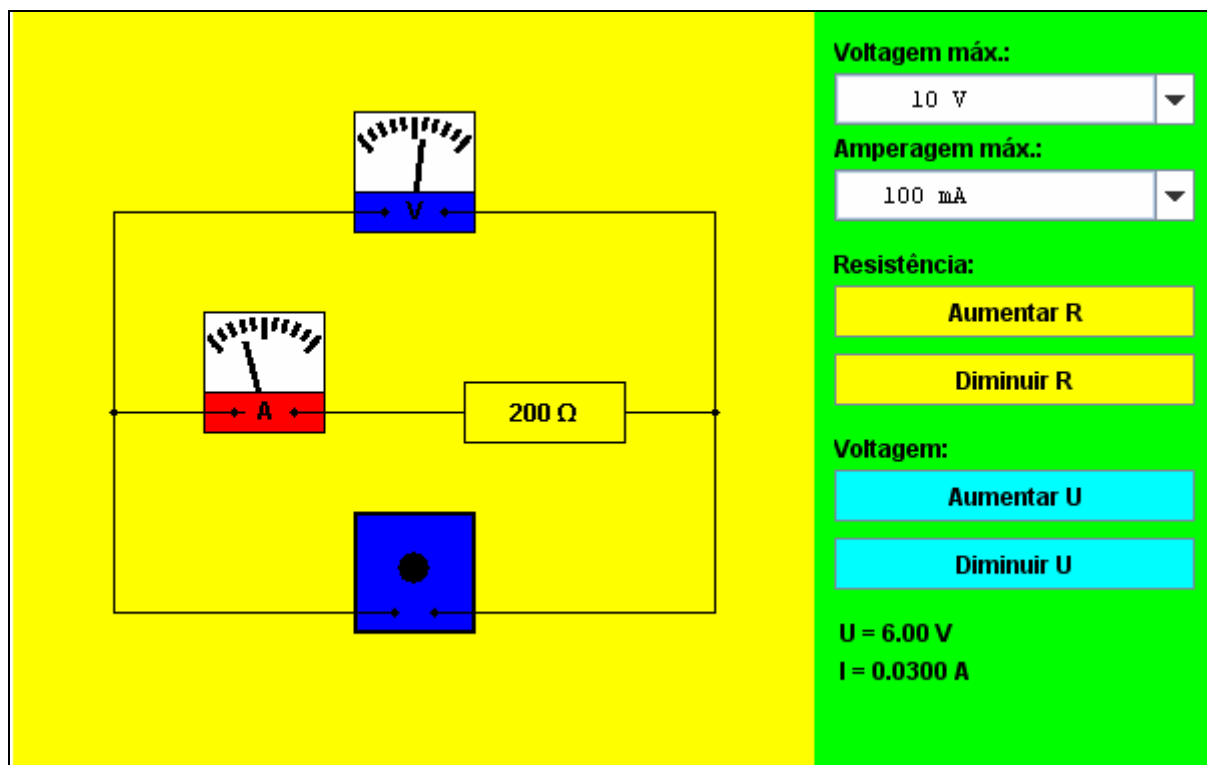 V
A
200 Ω
Voltagem máx.:
10 V
Amperagem máx.:
100 mA
Resistência:
Aumentar R
Diminuir R
Voltagem:
Aumentar U
Diminuir U
U = 6.00 V
I = 0.0300 A